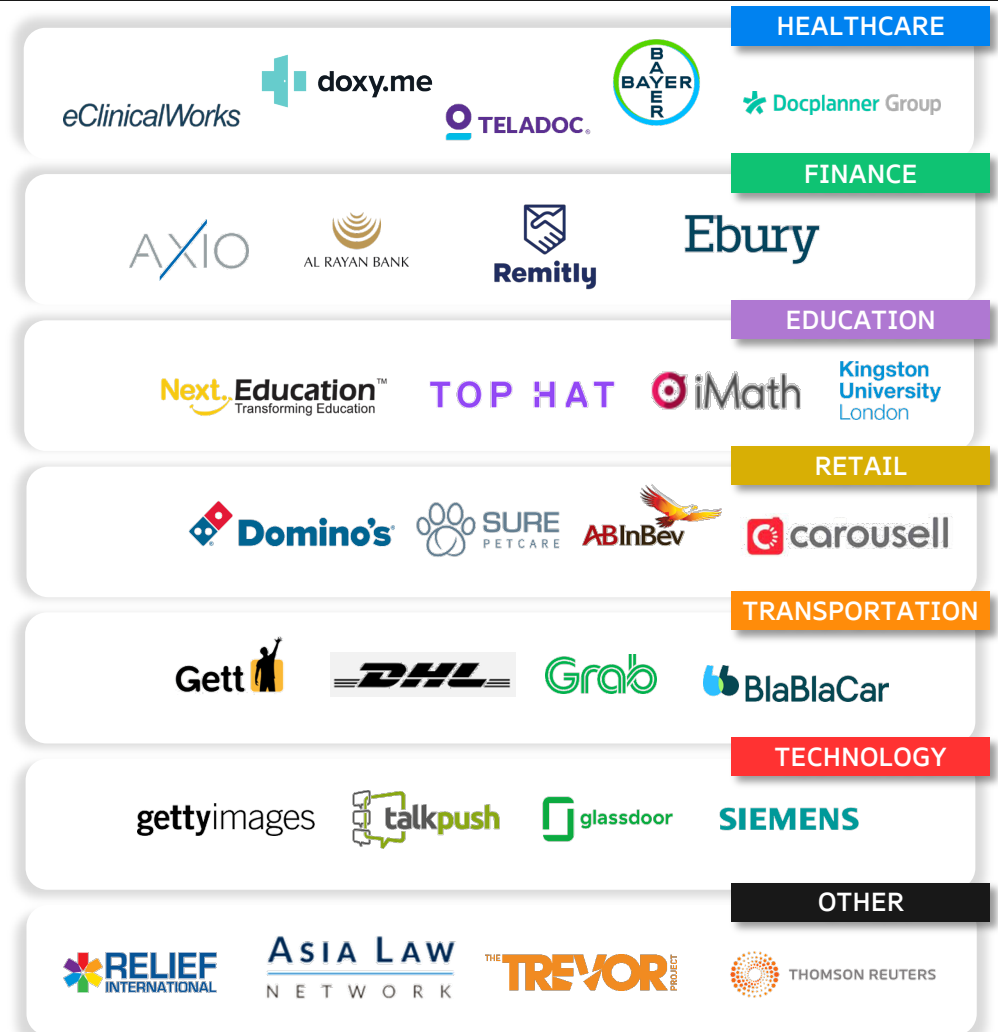 HEALTHCARE
eClinicalWorks
doxy.me
TELADOC®
BAYER
BAYER
Docplanner Group
FINANCE
AXIO
AL RAYAN BANK
Remitly
Ebury
EDUCATION
Next Education™
Transforming Education
TOP HAT
iMath
Kingston
University
London
RETAIL
Domino's®
SURE
PETCARE
ABInBev
carousell
TRANSPORTATION
Gett
DHL
Grab
BlaBlaCar
TECHNOLOGY
gettyimages
talkpush
glassdoor
SIEMENS
OTHER
RELIEF
INTERNATIONAL
ASIA LAW
NETWORK
THE TREVOR PROJECT
THOMSON REUTERS